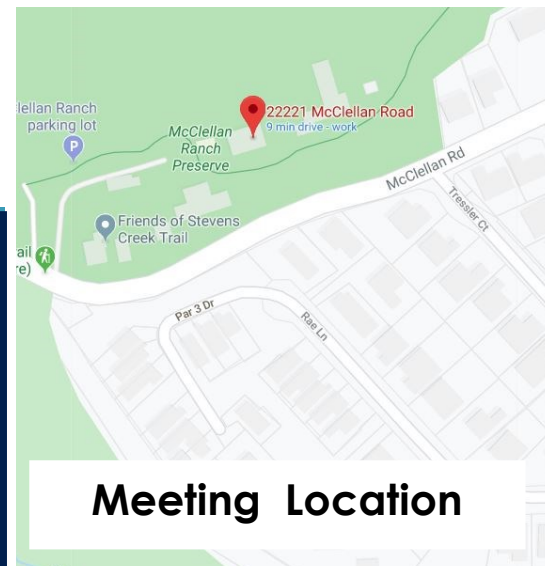 lellan Ranch
parking lot
P
McClellan
Ranch
Preserve
22221 McClellan Road
9 min drive - work
McClellan Rd
Tressler Ct
Friends of Stevens
Creek Trail
ail
re)
Par 3 Dr
Rae Ln
Meeting Location